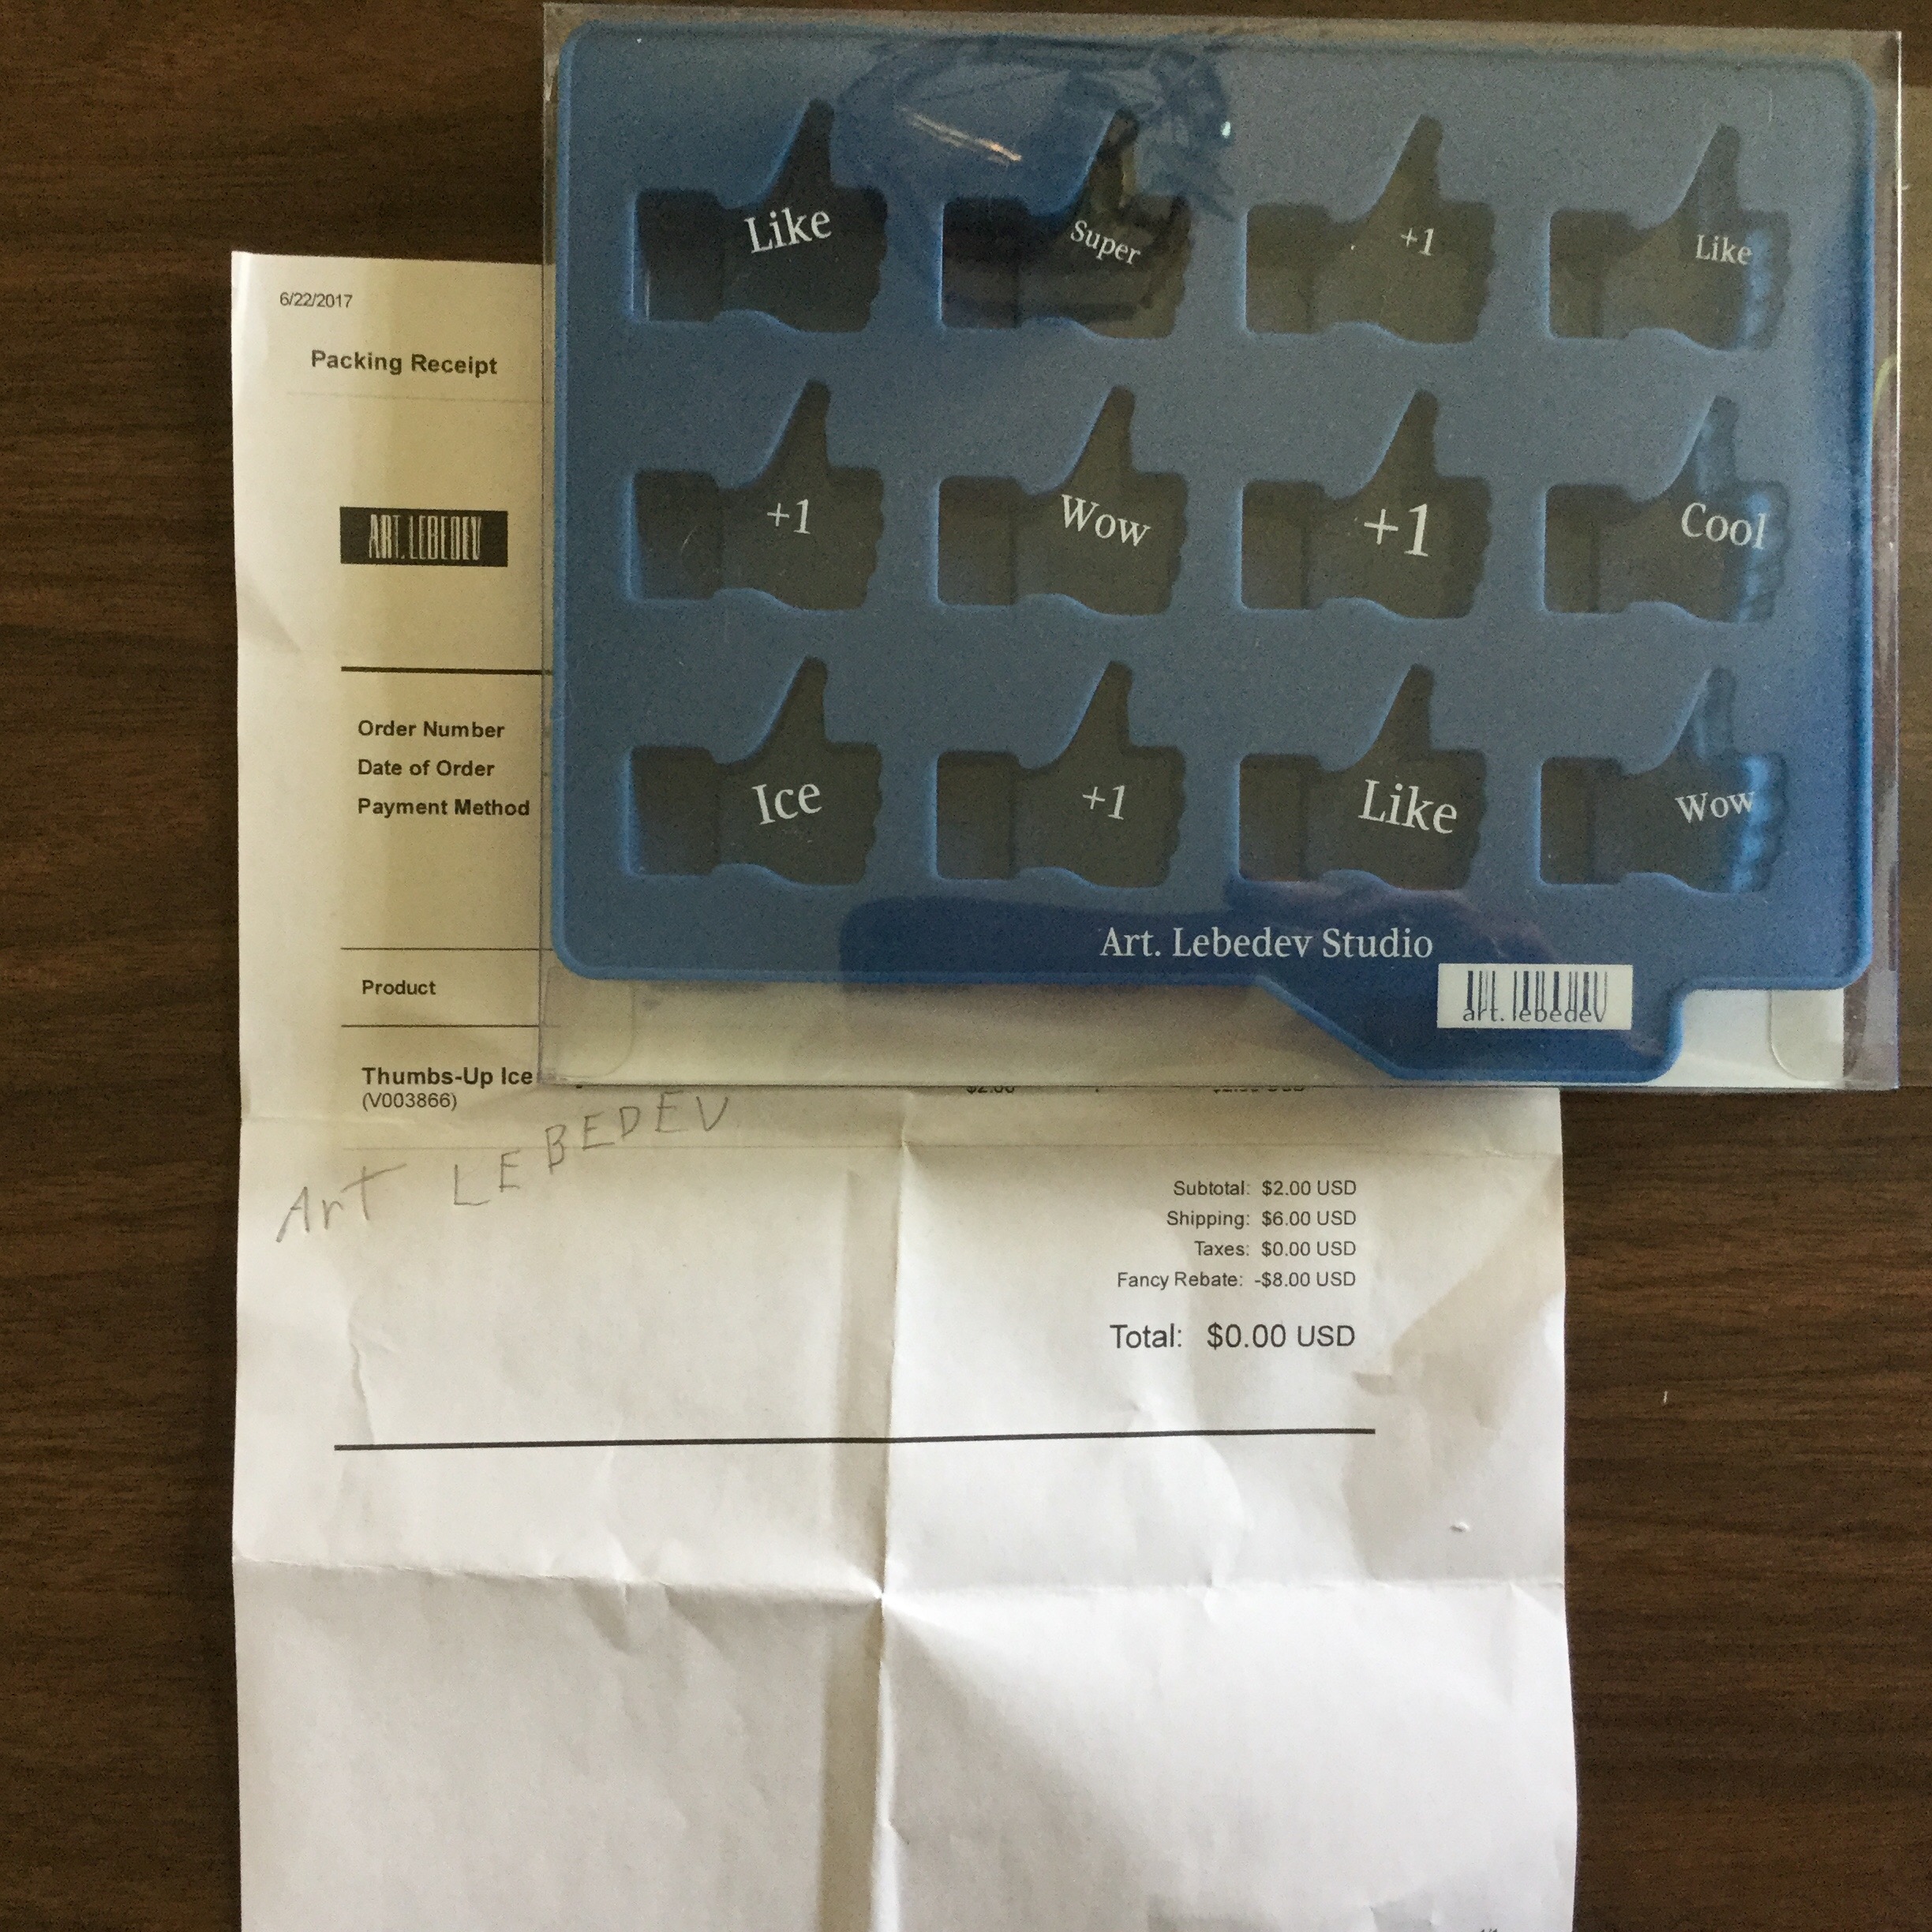 6/22/2017
Packing Receipt
ART. LEBEDEV
Order Number
Date of Order
Payment Method
Product
Thumbs-Up Ice
(V003866)
Art LEBEDEV
Subtotal: $2.00 USD
Shipping: $6.00 USD
Taxes: $0.00 USD
Fancy Rebate: -$8.00 USD
Total: $0.00 USD
Like Super +1 Like
+1 Wow +1 Cool
Ice +1 Like Wow
Art. Lebedev Studio
art. lebedev